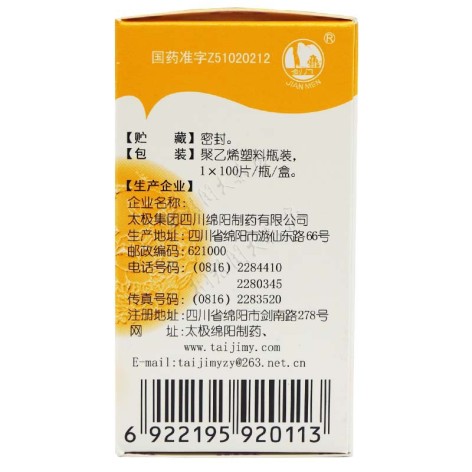 国药准字Z51020212
®
剑门
JIAN MEN
【贮 藏】密封。
【包 装】聚乙烯塑料瓶装,
1×100片/瓶/盒。
【生产企业】
企业名称:
太极集团四川绵阳制药有限公司
生产地址:四川省绵阳市游仙东路66号
邮政编码:621000
电话号码:(0816) 2284410
2280345
传真号码:(0816) 2283520
注册地址:四川省绵阳市剑南路278号
网 址:太极绵阳制药、
www.taijimy.com
E-mail:taijimyzy@263.net.cn
6 922195 920113